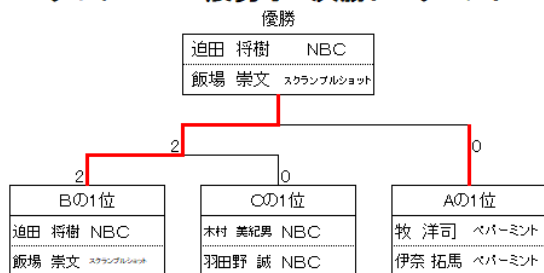 優勝
迫田 将樹 NBC
飯場 崇文 スクランブルショット
2
0
2
0
Bの1位
Cの1位
Aの1位
迫田 将樹 NBC
木村 美紀男 NBC
牧 洋司 ペパーミント
飯場 崇文 スクランブルショット
羽田野 誠 NBC
伊奈 拓馬 ペパーミント